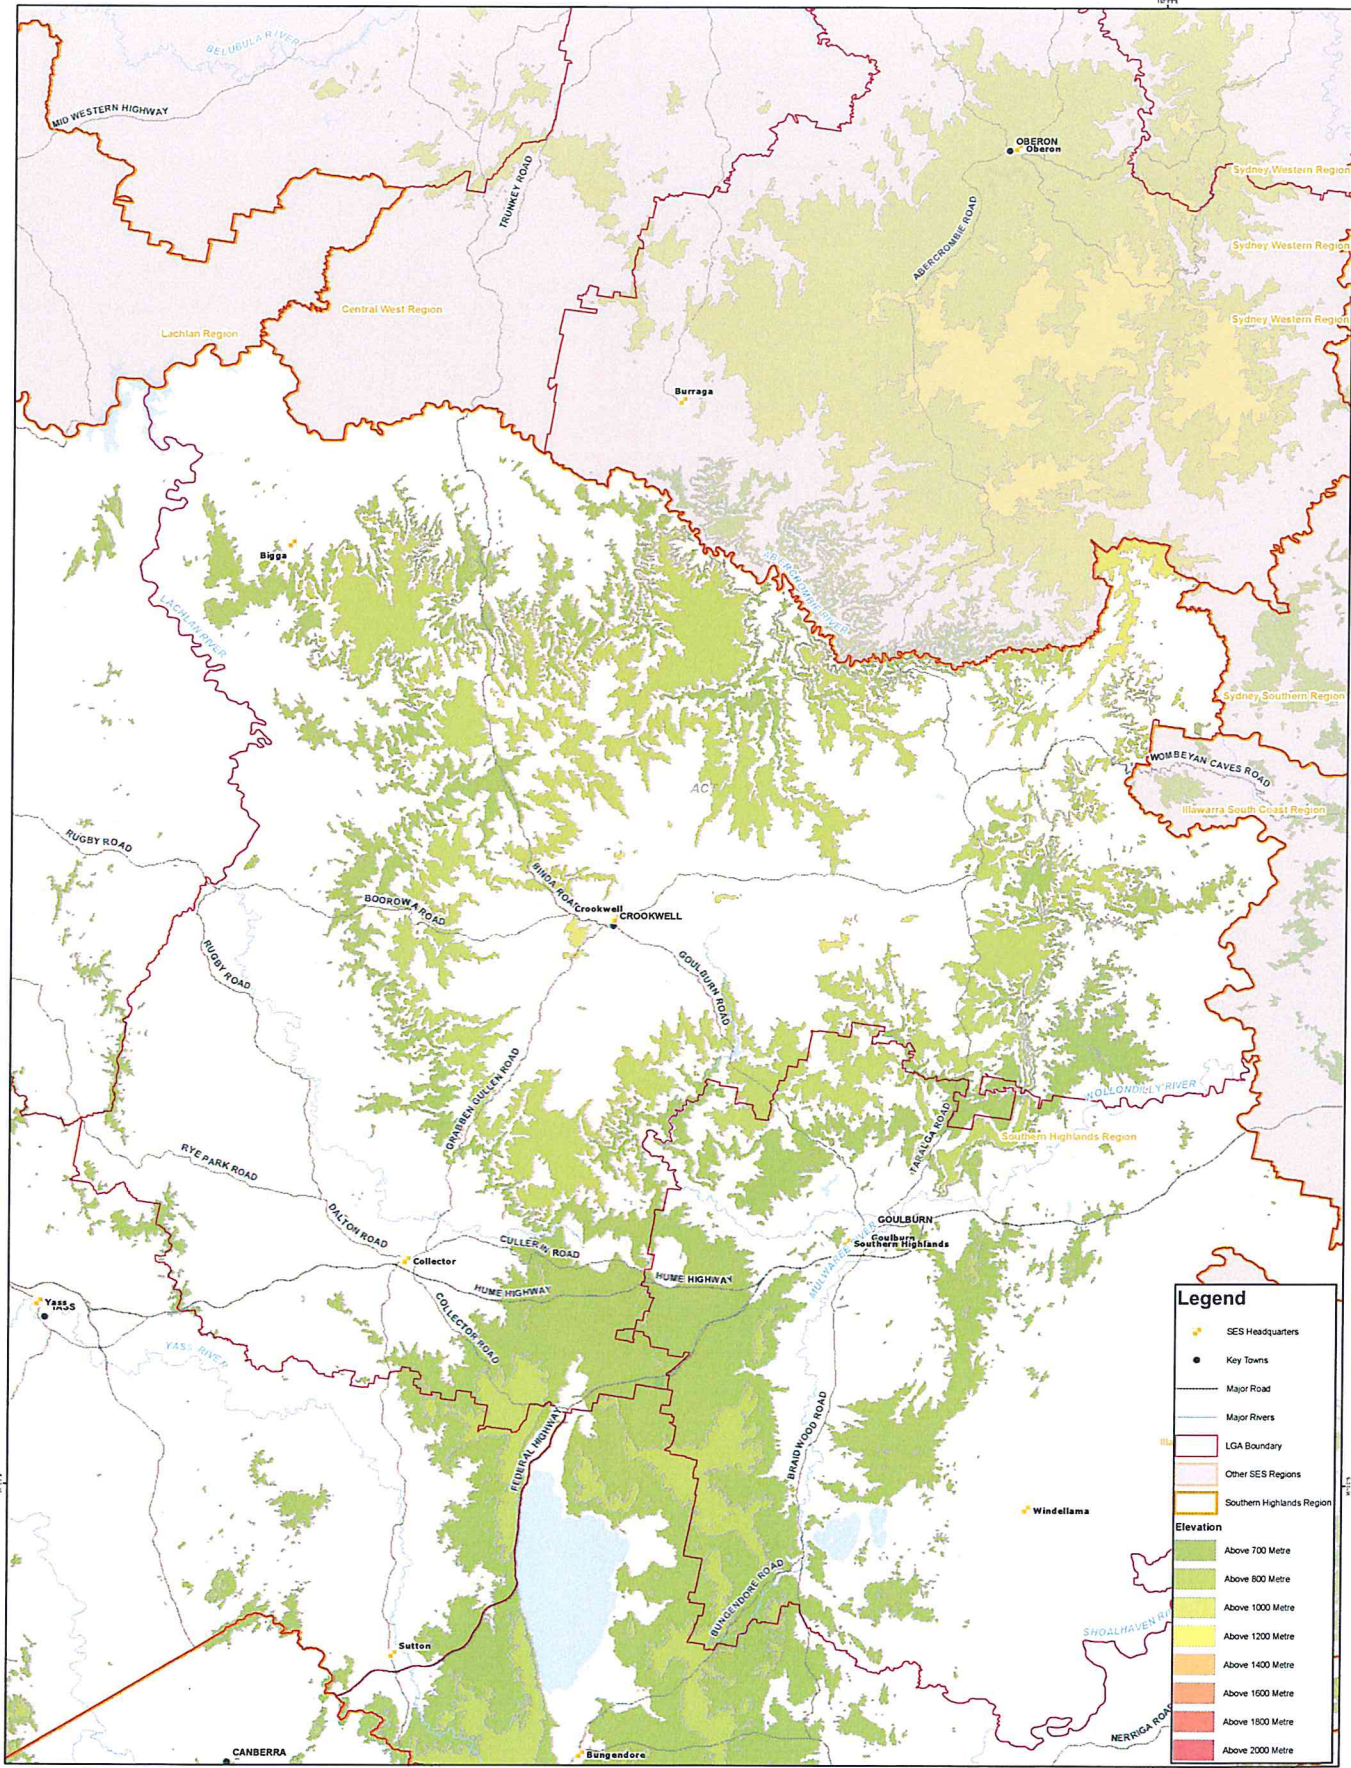 BELUBULA RIVER
MID WESTERN HIGHWAY
OBERON
Oberon
Sydney Western Region
TRUNKEY ROAD
ABERCROMBIE ROAD
Sydney Western Region
Central West Region
Lachlan Region
Sydney Western Region
Burraga
Bigga
ABERCROMBIE RIVER
LACHLAN RIVER
Sydney Southern Region
WOMBEYAN CAVES ROAD
ACT
Illawarra South Coast Region
RUGBY ROAD
BINDA ROAD
BOOROWA ROAD
Crookwell
CROOKWELL
RUGBY ROAD
GOULBURN ROAD
GRABBEN GULLEN ROAD
WOLLONDILLY RIVER
TARALGA ROAD
Southern Highlands Region
RYE PARK ROAD
DALTON ROAD
GOULBURN
Goulburn
Southern Highlands
CULLERIN ROAD
Collector
MULWAREE RIVER
HUME HIGHWAY
HUME HIGHWAY
COLLECTOR ROAD
Yass
YASS
YASS RIVER
FEDERAL HIGHWAY
BRAIDWOOD ROAD
Windellama
BUNGENDORE ROAD
Sutton
SHOALHAVEN RI
NERRIGA ROAD
CANBERRA
Bungendore
Legend
SES Headquarters
Key Towns
Major Road
Major Rivers
LGA Boundary
Other SES Regions
Southern Highlands Region
Elevation
Above 700 Metre
Above 800 Metre
Above 1000 Metre
Above 1200 Metre
Above 1400 Metre
Above 1600 Metre
Above 1800 Metre
Above 2000 Metre